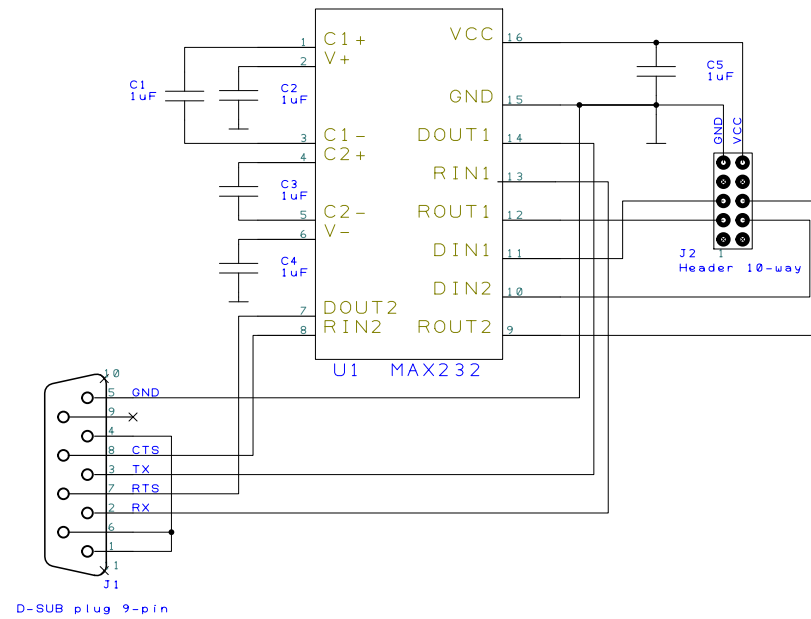 1 C1+ VCC 16
2 V+
C1
1uF
C2
1uF
C5
1uF
GND 15
3 C1- DOUT1 14
4 C2+
GND VCC
RIN1 13
C3
1uF
5 C2- ROUT1 12
6 V-
DIN1 11
J2 1
Header 10-way
C4
1uF
DIN2 10
7 DOUT2
8 RIN2 ROUT2 9
U1 MAX232
10
5 GND
9
4
8 CTS
3 TX
7 RTS
2 RX
6
1
1
J1
D-SUB plug 9-pin